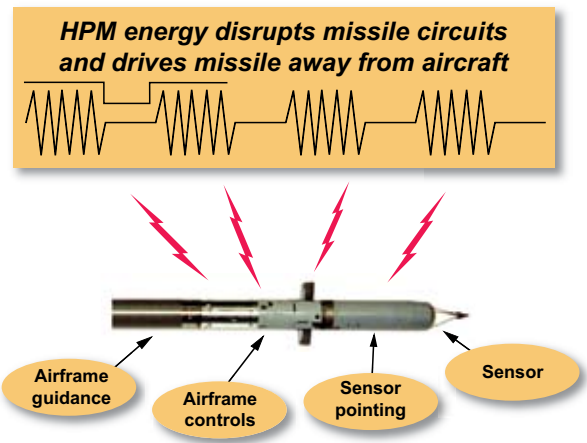 HPM energy disrupts missile circuits
and drives missile away from aircraft
Airframe
guidance
Airframe
controls
Sensor
pointing
Sensor